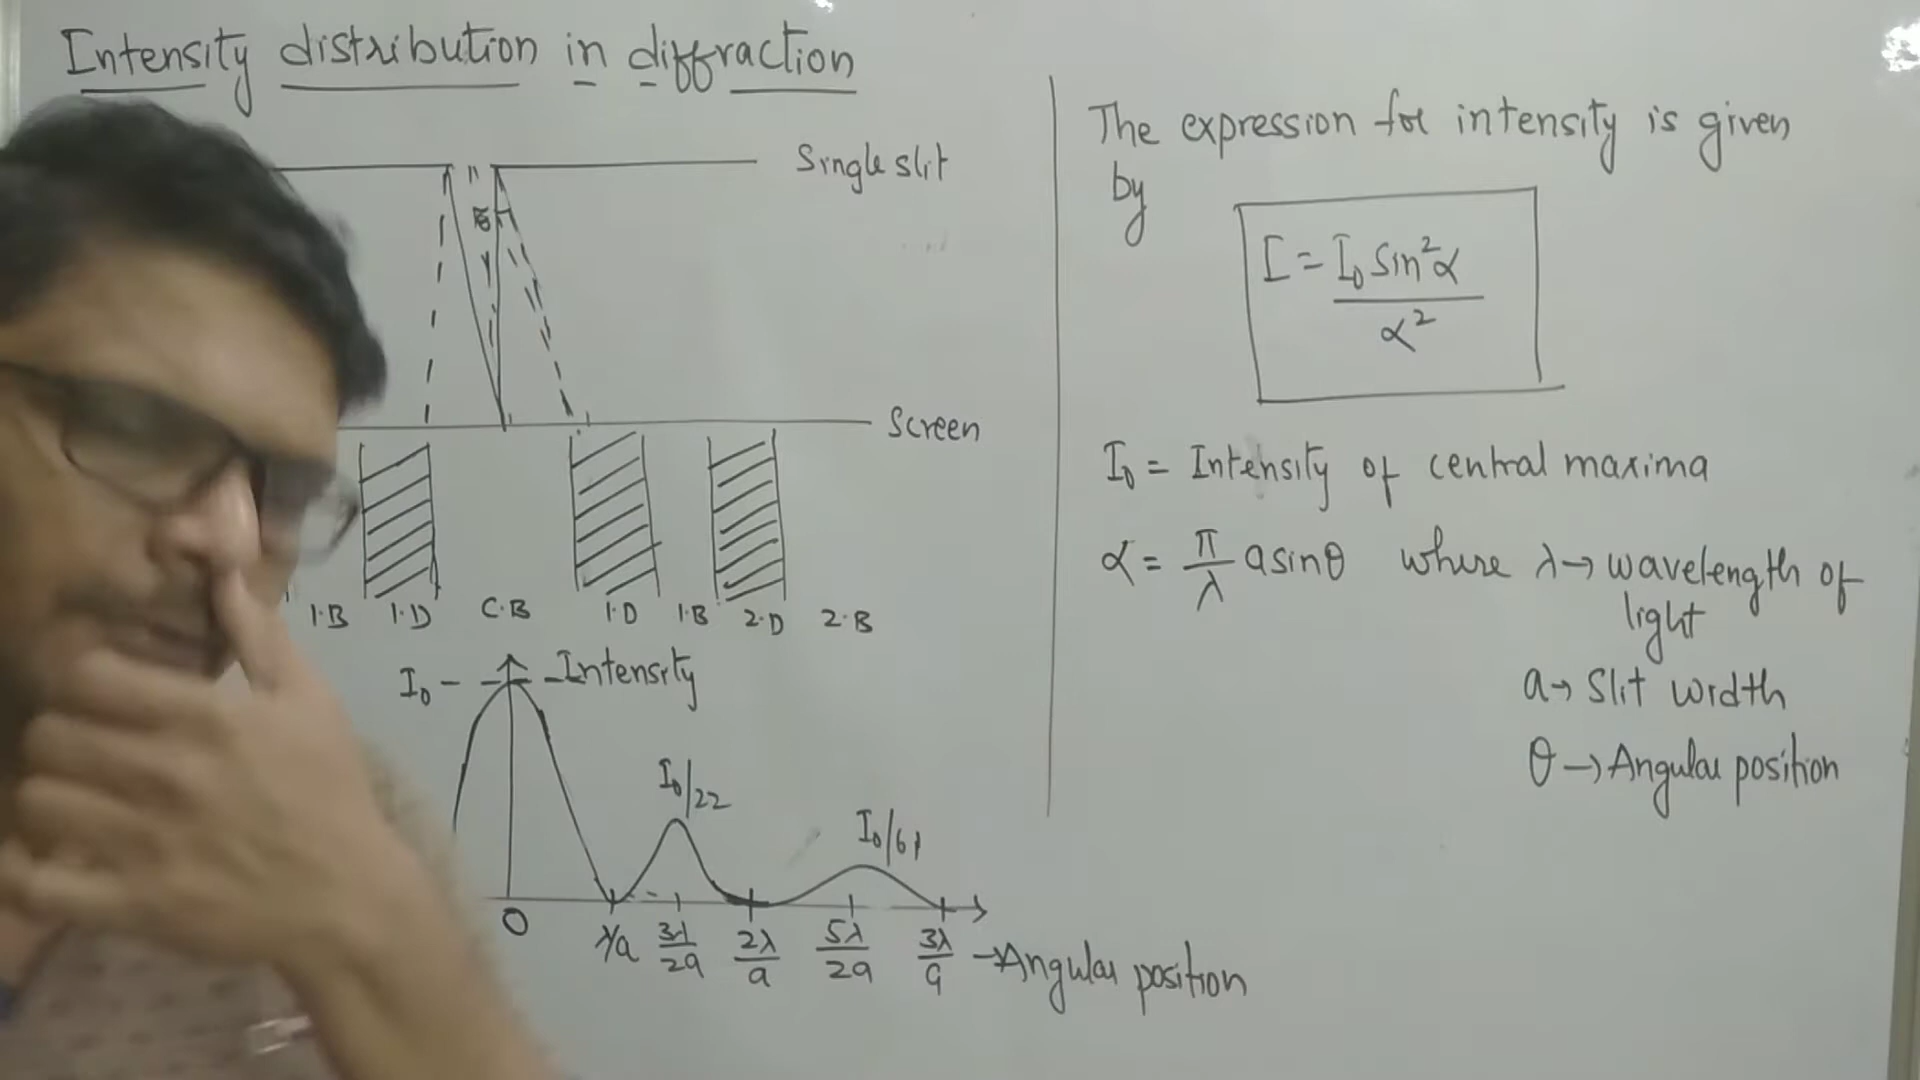 Intensity distribution in diffraction
Single slit
Screen
1.B 1.D C.B 1.D 1.B 2.D 2.B
I₀ Intensity
I₀/22
I₀/61
0 λ/a 3λ/2a 2λ/a 5λ/2a 3λ/a → Angular position
The expression for intensity is given
by
I = I₀ Sin²α / α²
I₀ = Intensity of central maxima
α = π/λ a sinθ where λ → wavelength of
light
a → Slit width
θ → Angular position